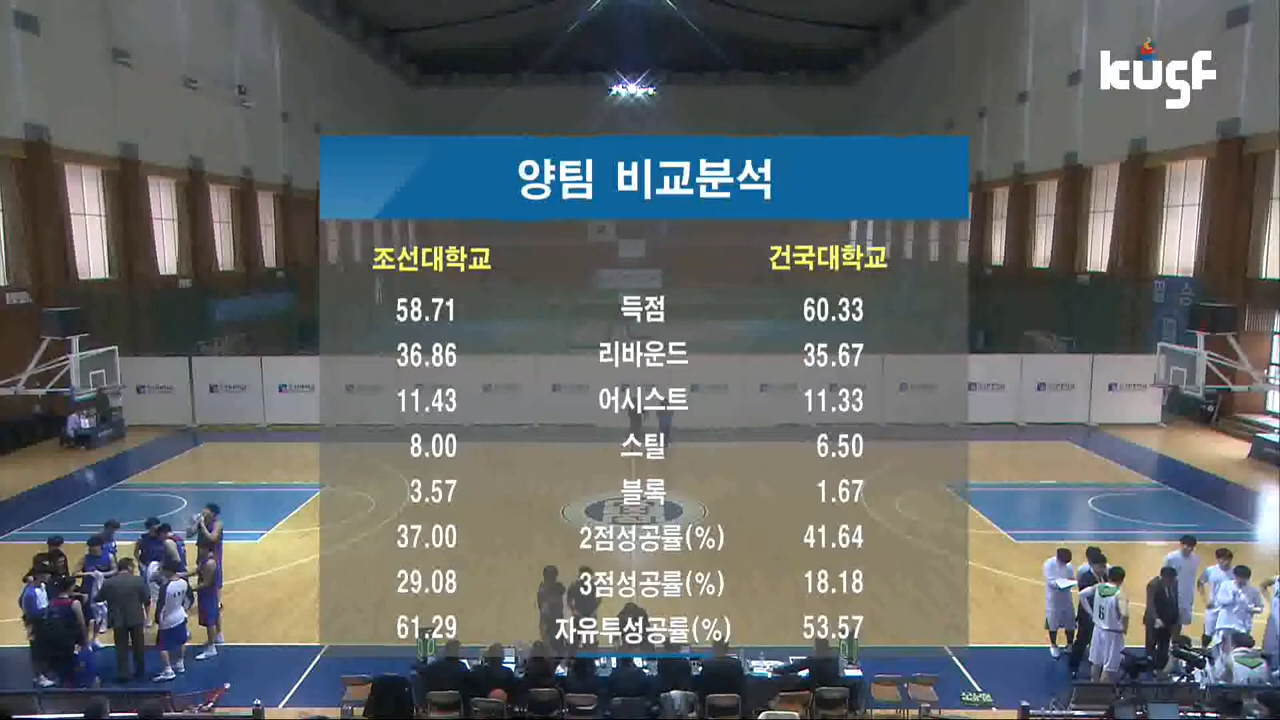 kusf
양팀 비교분석
조선대학교 건국대학교
58.71 득점 60.33
36.86 리바운드 35.67
11.43 어시스트 11.33
8.00 스틸 6.50
3.57 블록 1.67
37.00 2점성공률(%) 41.64
29.08 3점성공률(%) 18.18
61.29 자유투성공률(%) 53.57
6